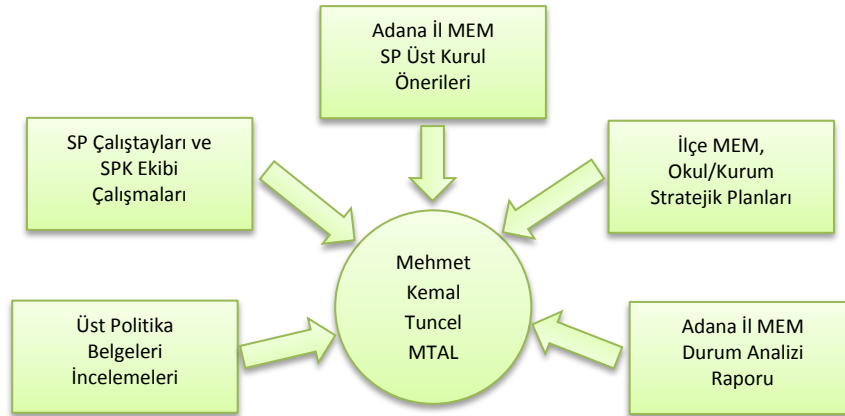 Adana İl MEM
SP Üst Kurul
Önerileri
SP Çalıştayları ve
SPK Ekibi
Çalışmaları
İlçe MEM,
Okul/Kurum
Stratejik Planları
Mehmet
Kemal
Tuncel
MTAL
Üst Politika
Belgeleri
İncelemeleri
Adana İl MEM
Durum Analizi
Raporu